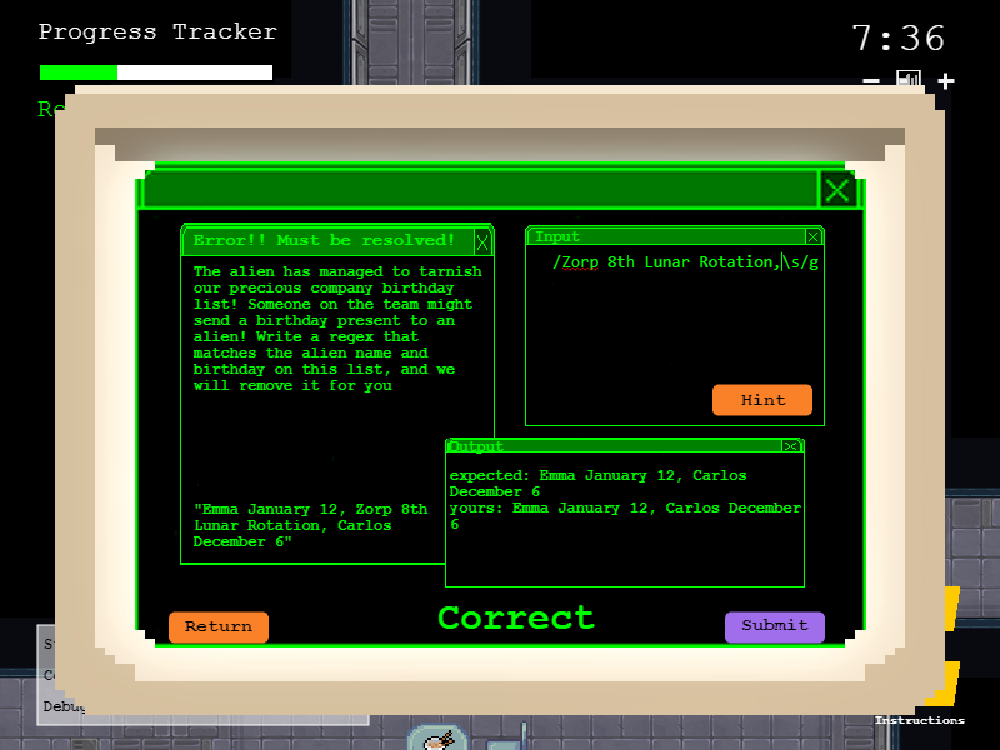 Progress Tracker
7:36
− +
Re
Error!! Must be resolved!
The alien has managed to tarnish
our precious company birthday
list! Someone on the team might
send a birthday present to an
alien! Write a regex that
matches the alien name and
birthday on this list, and we
will remove it for you
"Emma January 12, Zorp 8th
Lunar Rotation, Carlos
December 6"
Input
/Zorp 8th Lunar Rotation,\s/g
Hint
Output
expected: Emma January 12, Carlos
December 6
yours: Emma January 12, Carlos December
6
Correct
Return
Submit
Debug
Instructions